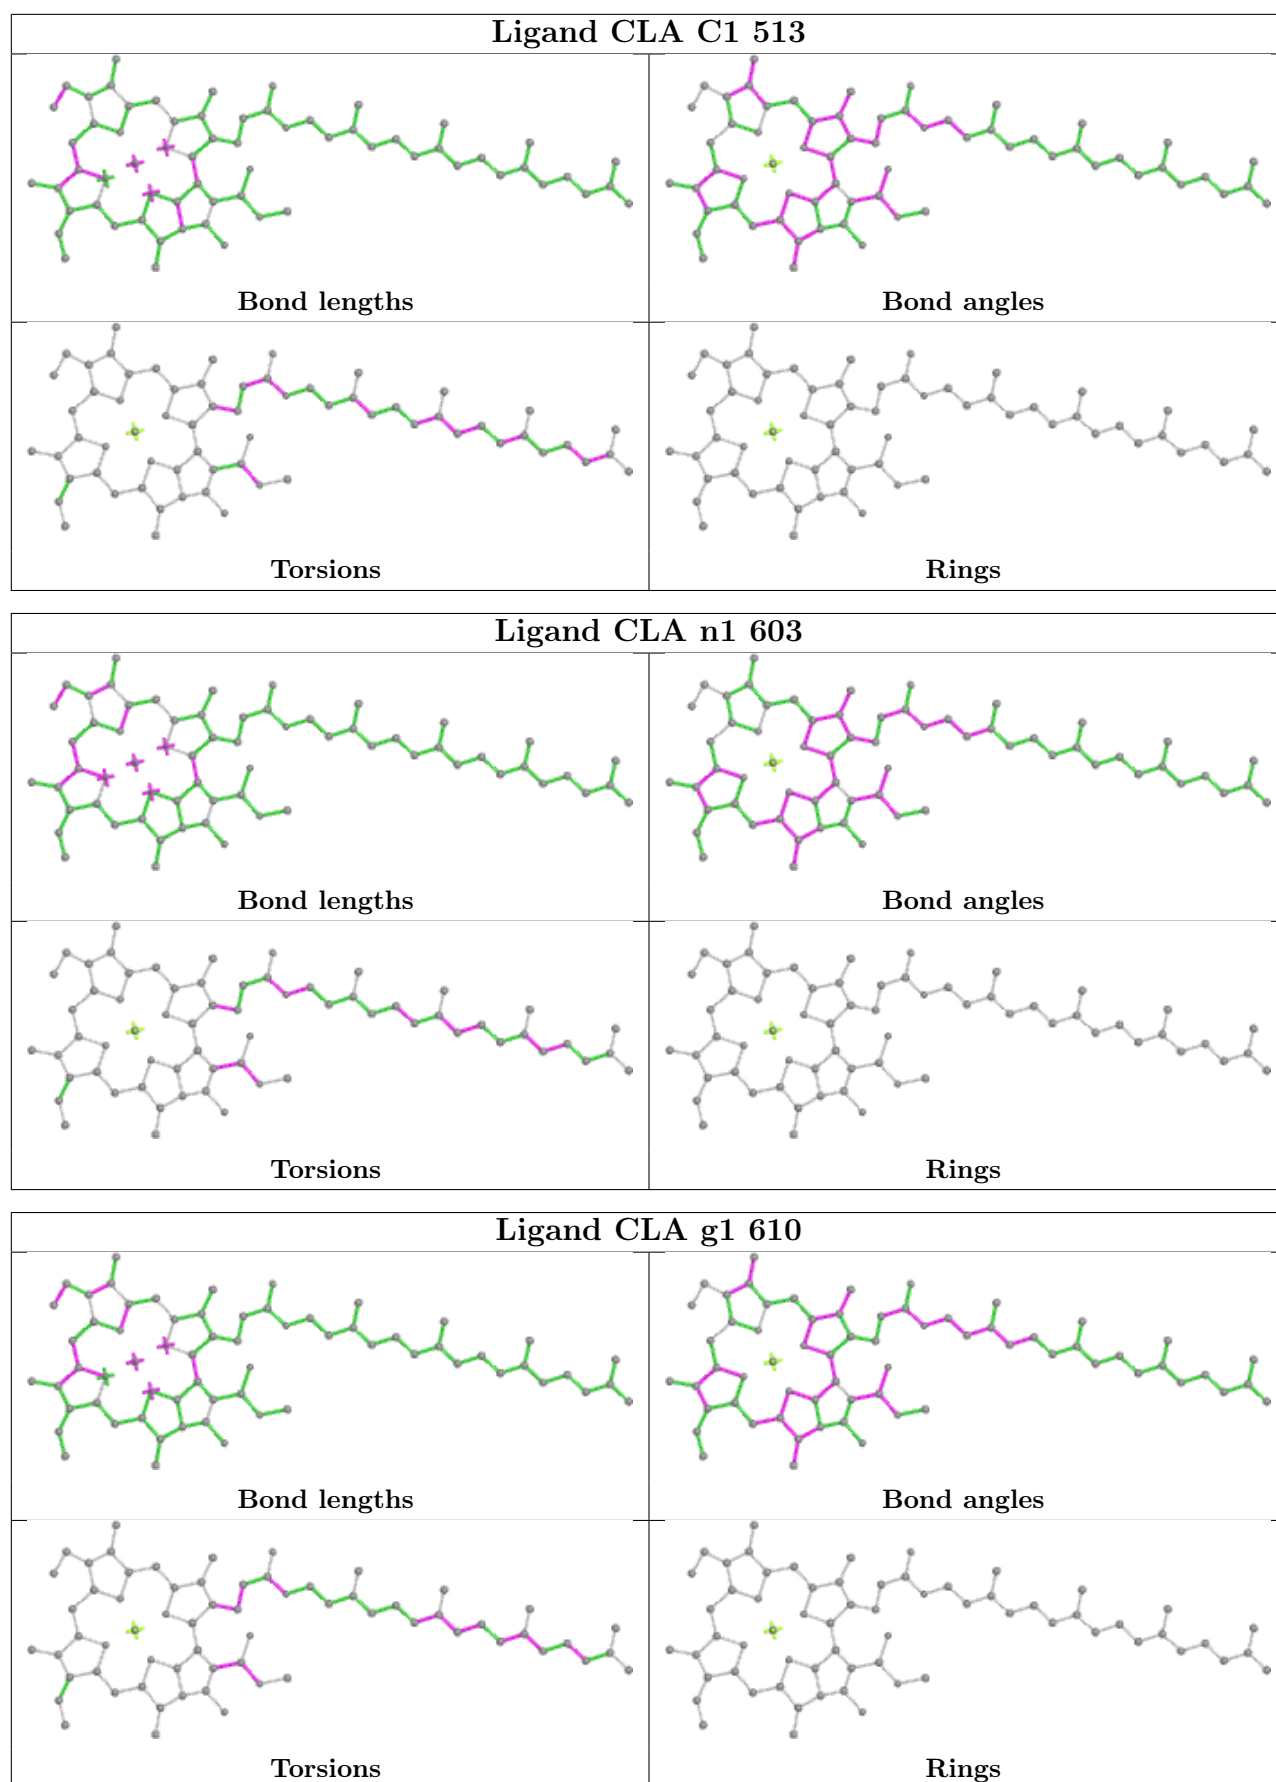 Ligand CLA C1 513
Bond lengths
Bond angles
Torsions
Rings
Ligand CLA n1 603
Bond lengths
Bond angles
Torsions
Rings
Ligand CLA g1 610
Bond lengths
Bond angles
Torsions
Rings